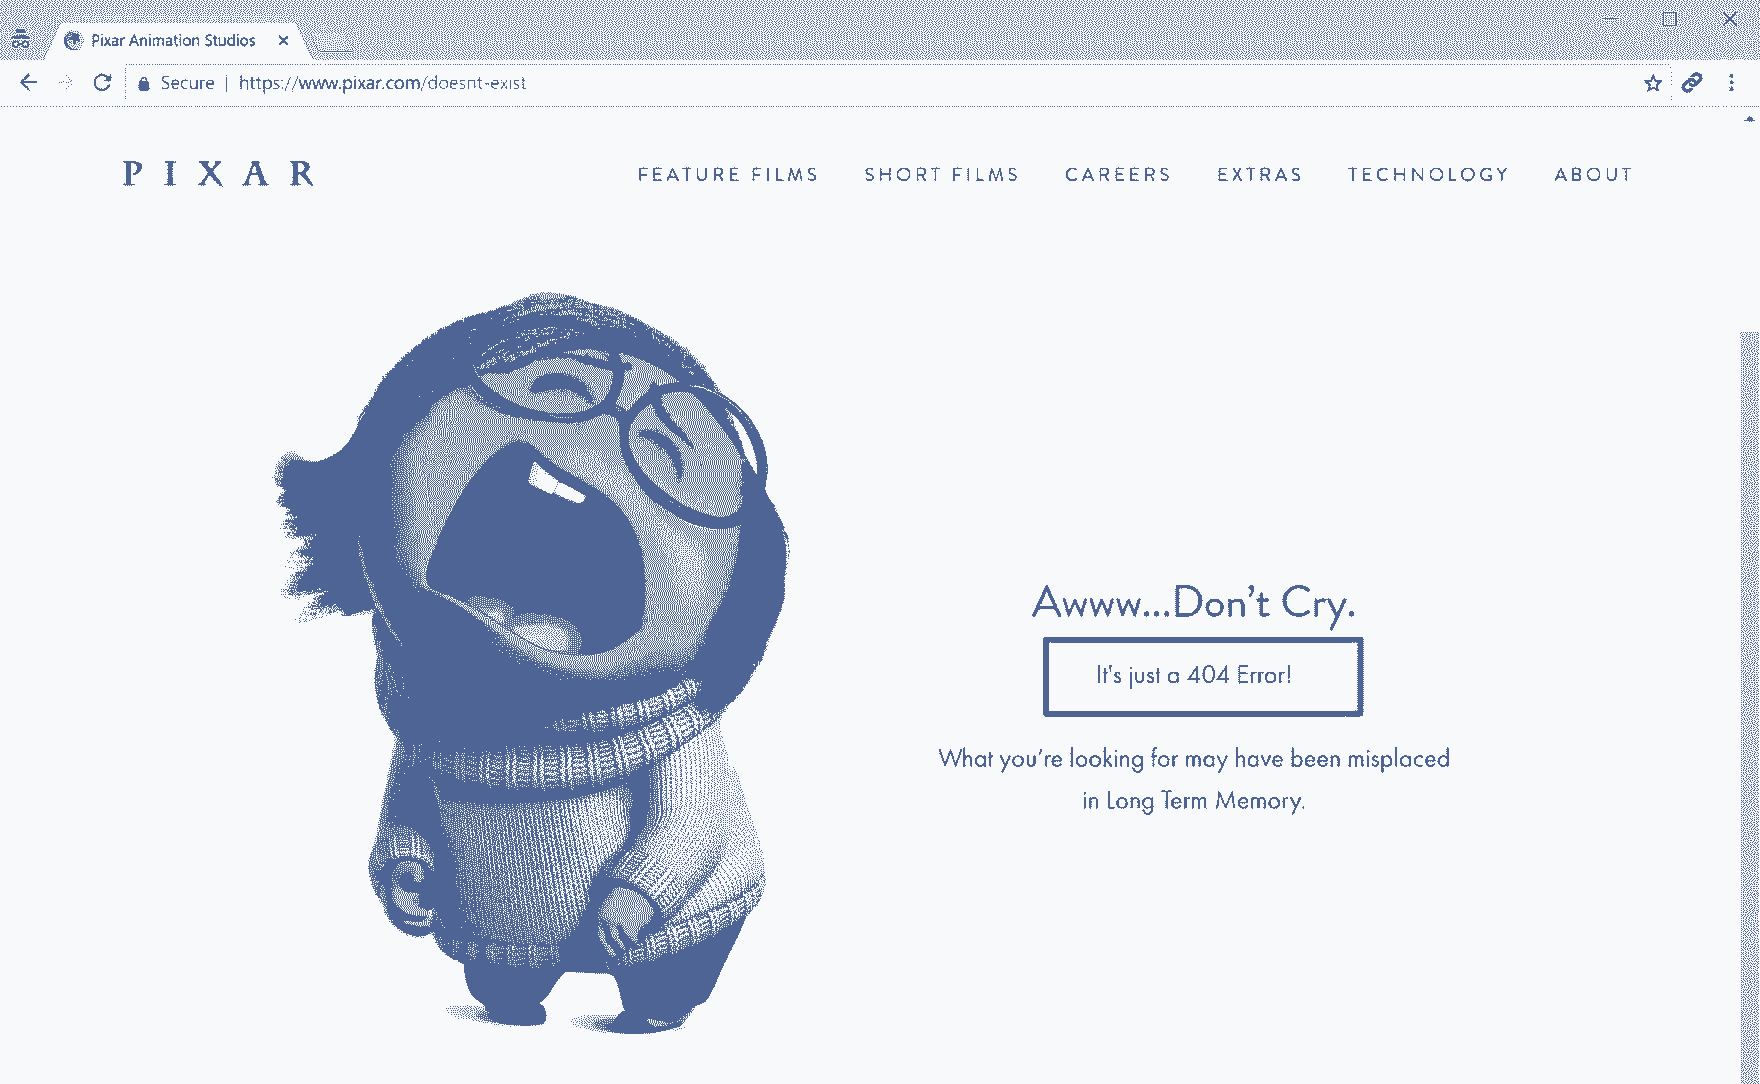 Pixar Animation Studios
Secure | https://www.pixar.com/doesnt-exist
PIXAR
FEATURE FILMS SHORT FILMS CAREERS EXTRAS TECHNOLOGY ABOUT
Awww...Don't Cry.
It's just a 404 Error!
What you're looking for may have been misplaced
in Long Term Memory.